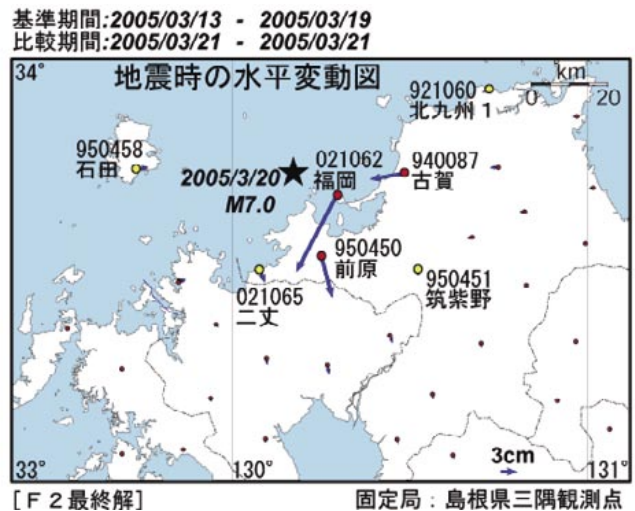 基準期間:2005/03/13 - 2005/03/19
比較期間:2005/03/21 - 2005/03/21
34°
地震時の水平変動図
km
0 20
921060
北九州1
950458
石田
2005/3/20
M7.0
021062
福岡
940087
古賀
950450
前原
021065
二丈
950451
筑紫野
3cm
33°
130°
131°
[F2最終解]
固定局:島根県三隅観測点